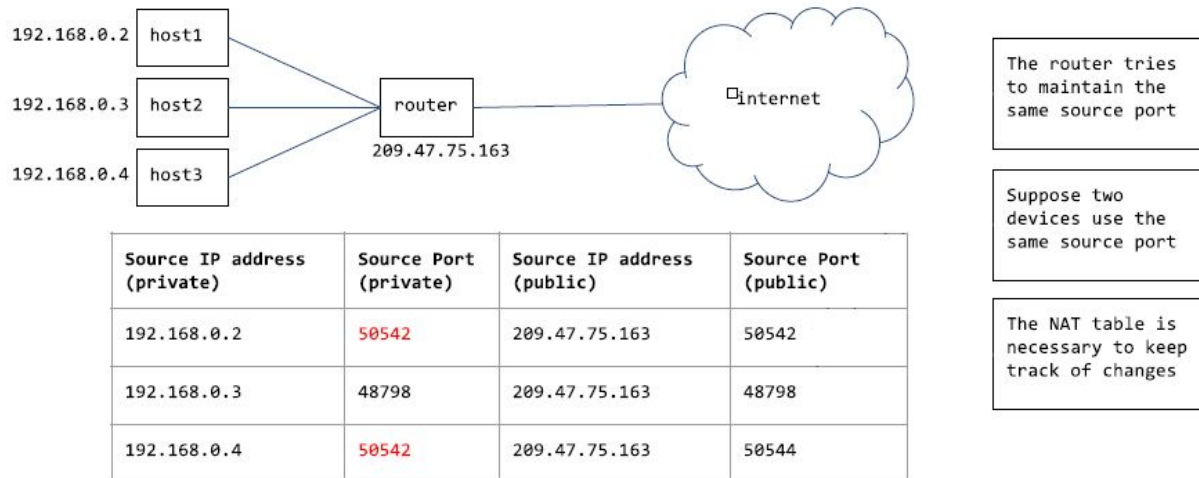 192.168.0.2
host1
192.168.0.3
host2
192.168.0.4
host3
router
209.47.75.163
internet
The router tries
to maintain the
same source port
Suppose two
devices use the
same source port
The NAT table is
necessary to keep
track of changes
Source IP address
(private)
Source Port
(private)
Source IP address
(public)
Source Port
(public)
192.168.0.2
50542
209.47.75.163
50542
192.168.0.3
48798
209.47.75.163
48798
192.168.0.4
50542
209.47.75.163
50544